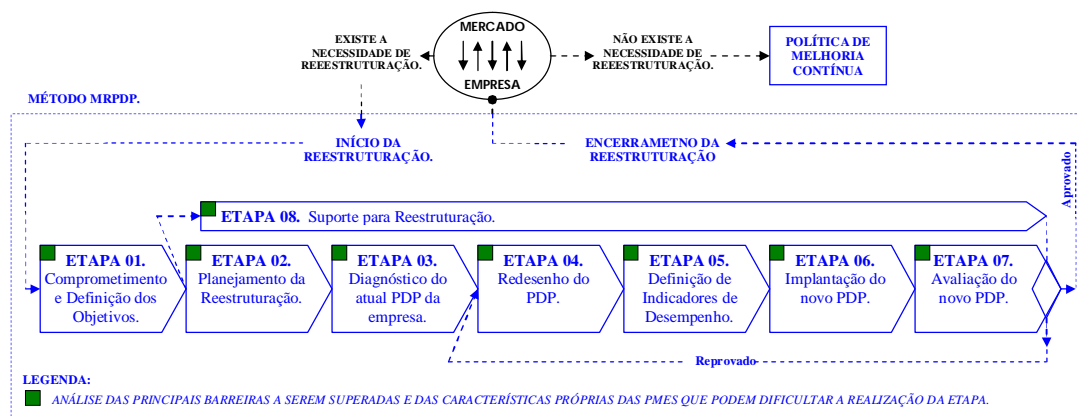 MERCADO
EMPRESA
EXISTE A
NECESSIDADE DE
REEESTRUTURAÇÃO.
NÃO EXISTE A
NECESSIDADE DE
REEESTRUTURAÇÃO.
POLÍTICA DE
MELHORIA
CONTÍNUA
MÉTODO MRPDP.
INÍCIO DA
REESTRUTURAÇÃO.
ENCERRAMETNO DA
REESTRUTURAÇÃO
Aprovado
ETAPA 08. Suporte para Reestruturação.
ETAPA 01.
Comprometimento
e Definição dos
Objetivos.
ETAPA 02.
Planejamento da
Reestruturação.
ETAPA 03.
Diagnóstico do
atual PDP da
empresa.
ETAPA 04.
Redesenho do
PDP.
ETAPA 05.
Definição de
Indicadores de
Desempenho.
ETAPA 06.
Implantação do
novo PDP.
ETAPA 07.
Avaliação do
novo PDP.
Reprovado
LEGENDA:
ANÁLISE DAS PRINCIPAIS BARREIRAS A SEREM SUPERADAS E DAS CARACTERÍSTICAS PRÓPRIAS DAS PMES QUE PODEM DIFICULTAR A REALIZAÇÃO DA ETAPA.